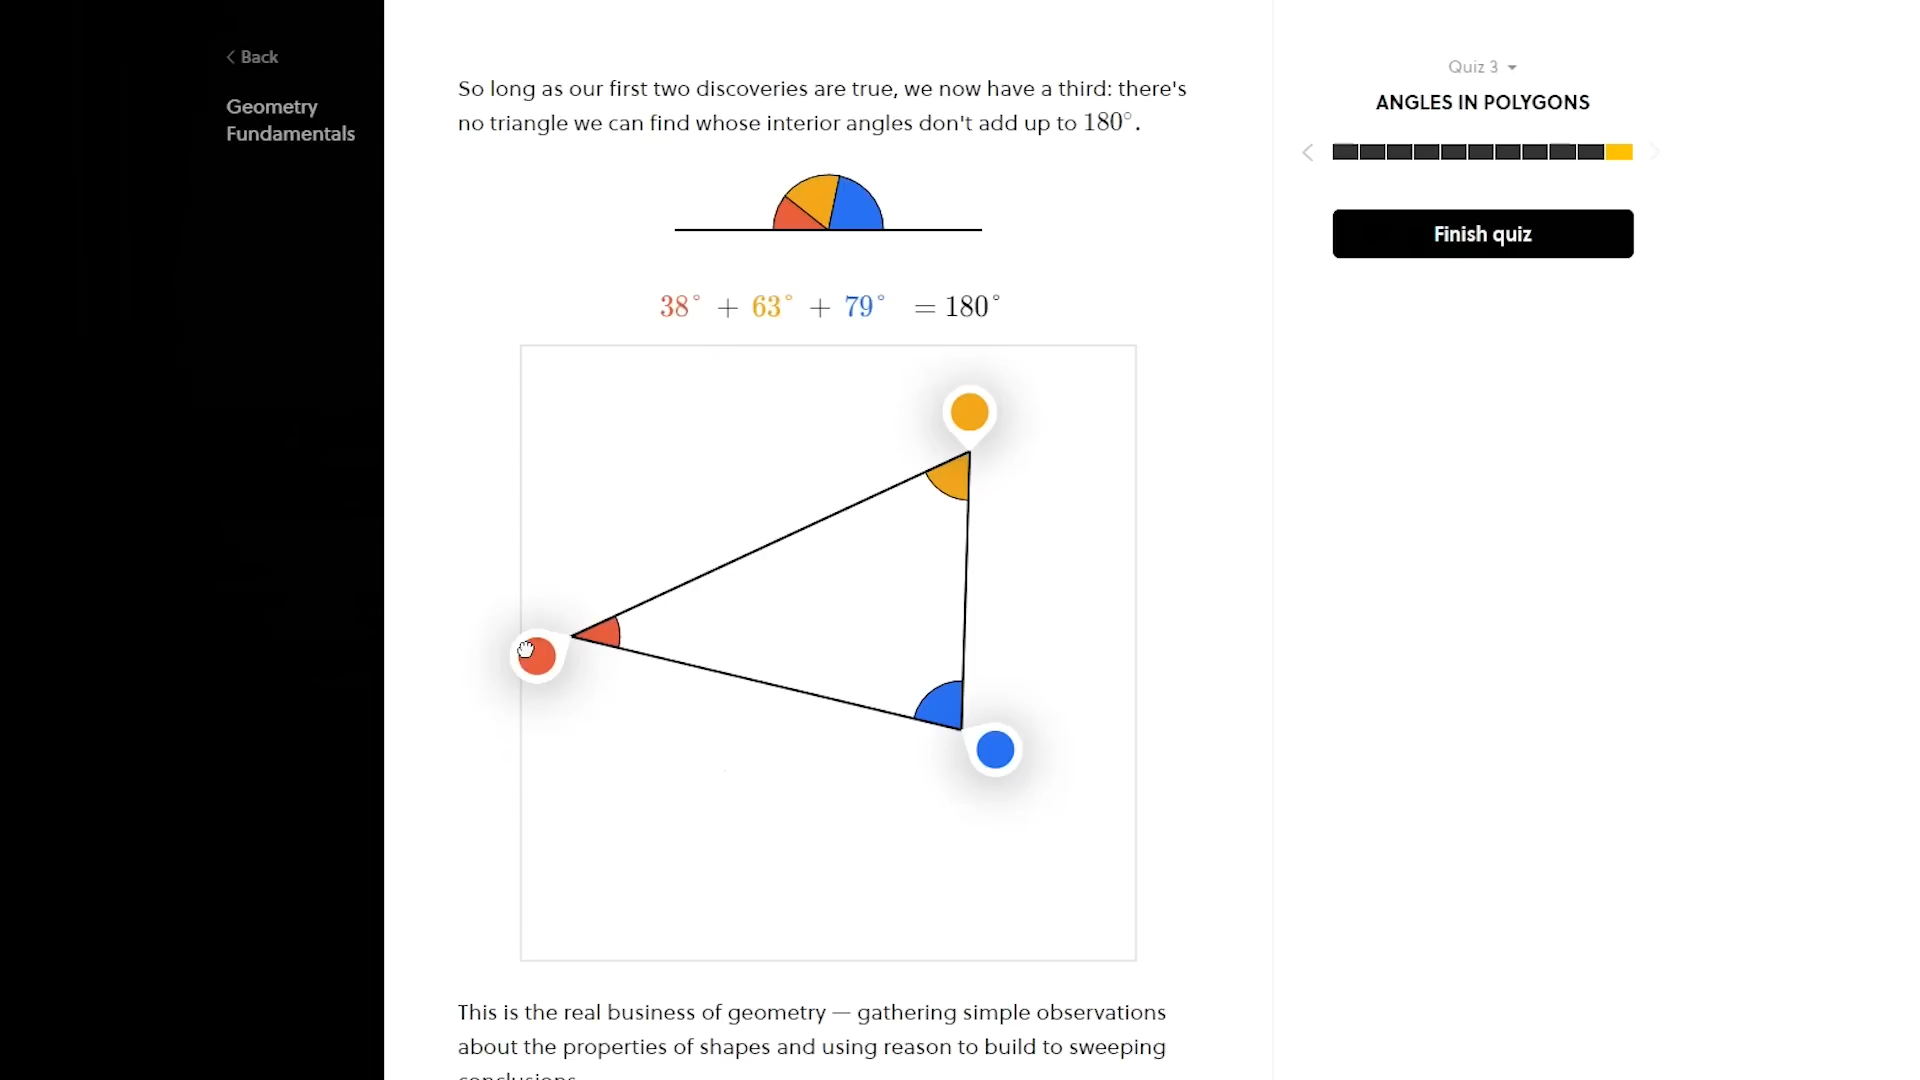 Back
Geometry
Fundamentals
So long as our first two discoveries are true, we now have a third: there's
no triangle we can find whose interior angles don't add up to 180°.
38° + 63° + 79° = 180°
This is the real business of geometry — gathering simple observations
about the properties of shapes and using reason to build to sweeping
conclusions
Quiz 3
ANGLES IN POLYGONS
Finish quiz